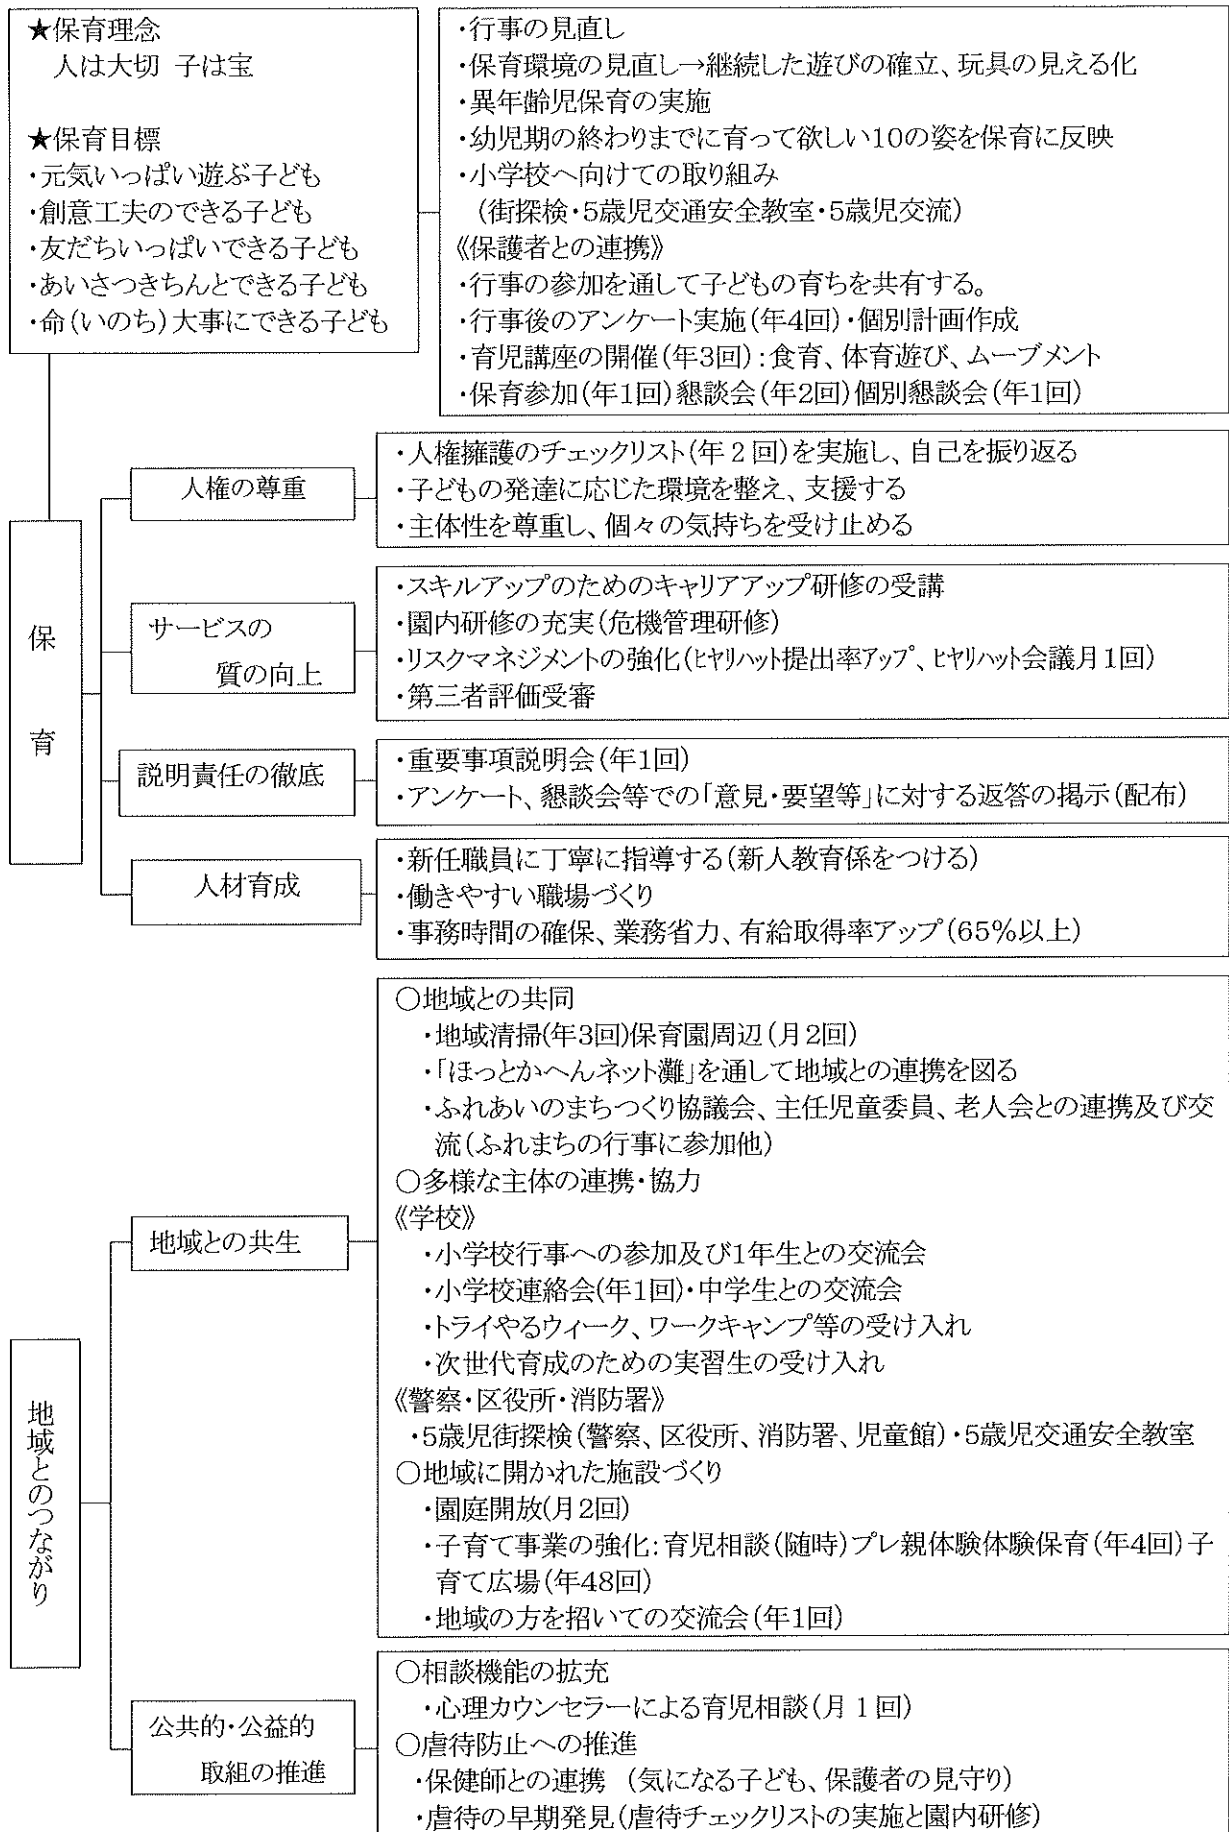 ★保育理念
人は大切 子は宝
★保育目標
・元気いっぱい遊ぶ子ども
・創意工夫のできる子ども
・友だちいっぱいできる子ども
・あいさつきちんとできる子ども
・命(いのち)大事にできる子ども
・行事の見直し
・保育環境の見直し→継続した遊びの確立、玩具の見える化
・異年齢児保育の実施
・幼児期の終わりまでに育って欲しい10の姿を保育に反映
・小学校へ向けての取り組み
(街探検・5歳児交通安全教室・5歳児交流)
《保護者との連携》
・行事の参加を通して子どもの育ちを共有する。
・行事後のアンケート実施(年4回)・個別計画作成
・育児講座の開催(年3回):食育、体育遊び、ムーブメント
・保育参加(年1回)懇談会(年2回)個別懇談会(年1回)
保育
人権の尊重
・人権擁護のチェックリスト(年2回)を実施し、自己を振り返る
・子どもの発達に応じた環境を整え、支援する
・主体性を尊重し、個々の気持ちを受け止める
サービスの
質の向上
・スキルアップのためのキャリアアップ研修の受講
・園内研修の充実(危機管理研修)
・リスクマネジメントの強化(ヒヤリハット提出率アップ、ヒヤリハット会議月1回)
・第三者評価受審
説明責任の徹底
・重要事項説明会(年1回)
・アンケート、懇談会等での「意見・要望等」に対する返答の掲示(配布)
人材育成
・新任職員に丁寧に指導する(新人教育係をつける)
・働きやすい職場づくり
・事務時間の確保、業務省力、有給取得率アップ(65%以上)
地域とのつながり
地域との共生
○地域との共同
・地域清掃(年3回)保育園周辺(月2回)
・「ほっとかへんネット灘」を通して地域との連携を図る
・ふれあいのまちつくり協議会、主任児童委員、老人会との連携及び交
流(ふれまちの行事に参加他)
○多様な主体の連携・協力
《学校》
・小学校行事への参加及び1年生との交流会
・小学校連絡会(年1回)・中学生との交流会
・トライやるウィーク、ワークキャンプ等の受け入れ
・次世代育成のための実習生の受け入れ
《警察・区役所・消防署》
・5歳児街探検(警察、区役所、消防署、児童館)・5歳児交通安全教室
○地域に開かれた施設づくり
・園庭開放(月2回)
・子育て事業の強化:育児相談(随時)プレ親体験体験保育(年4回)子
育て広場(年48回)
・地域の方を招いての交流会(年1回)
公共的・公益的
取組の推進
○相談機能の拡充
・心理カウンセラーによる育児相談(月1回)
○虐待防止への推進
・保健師との連携 (気になる子ども、保護者の見守り)
・虐待の早期発見(虐待チェックリストの実施と園内研修)